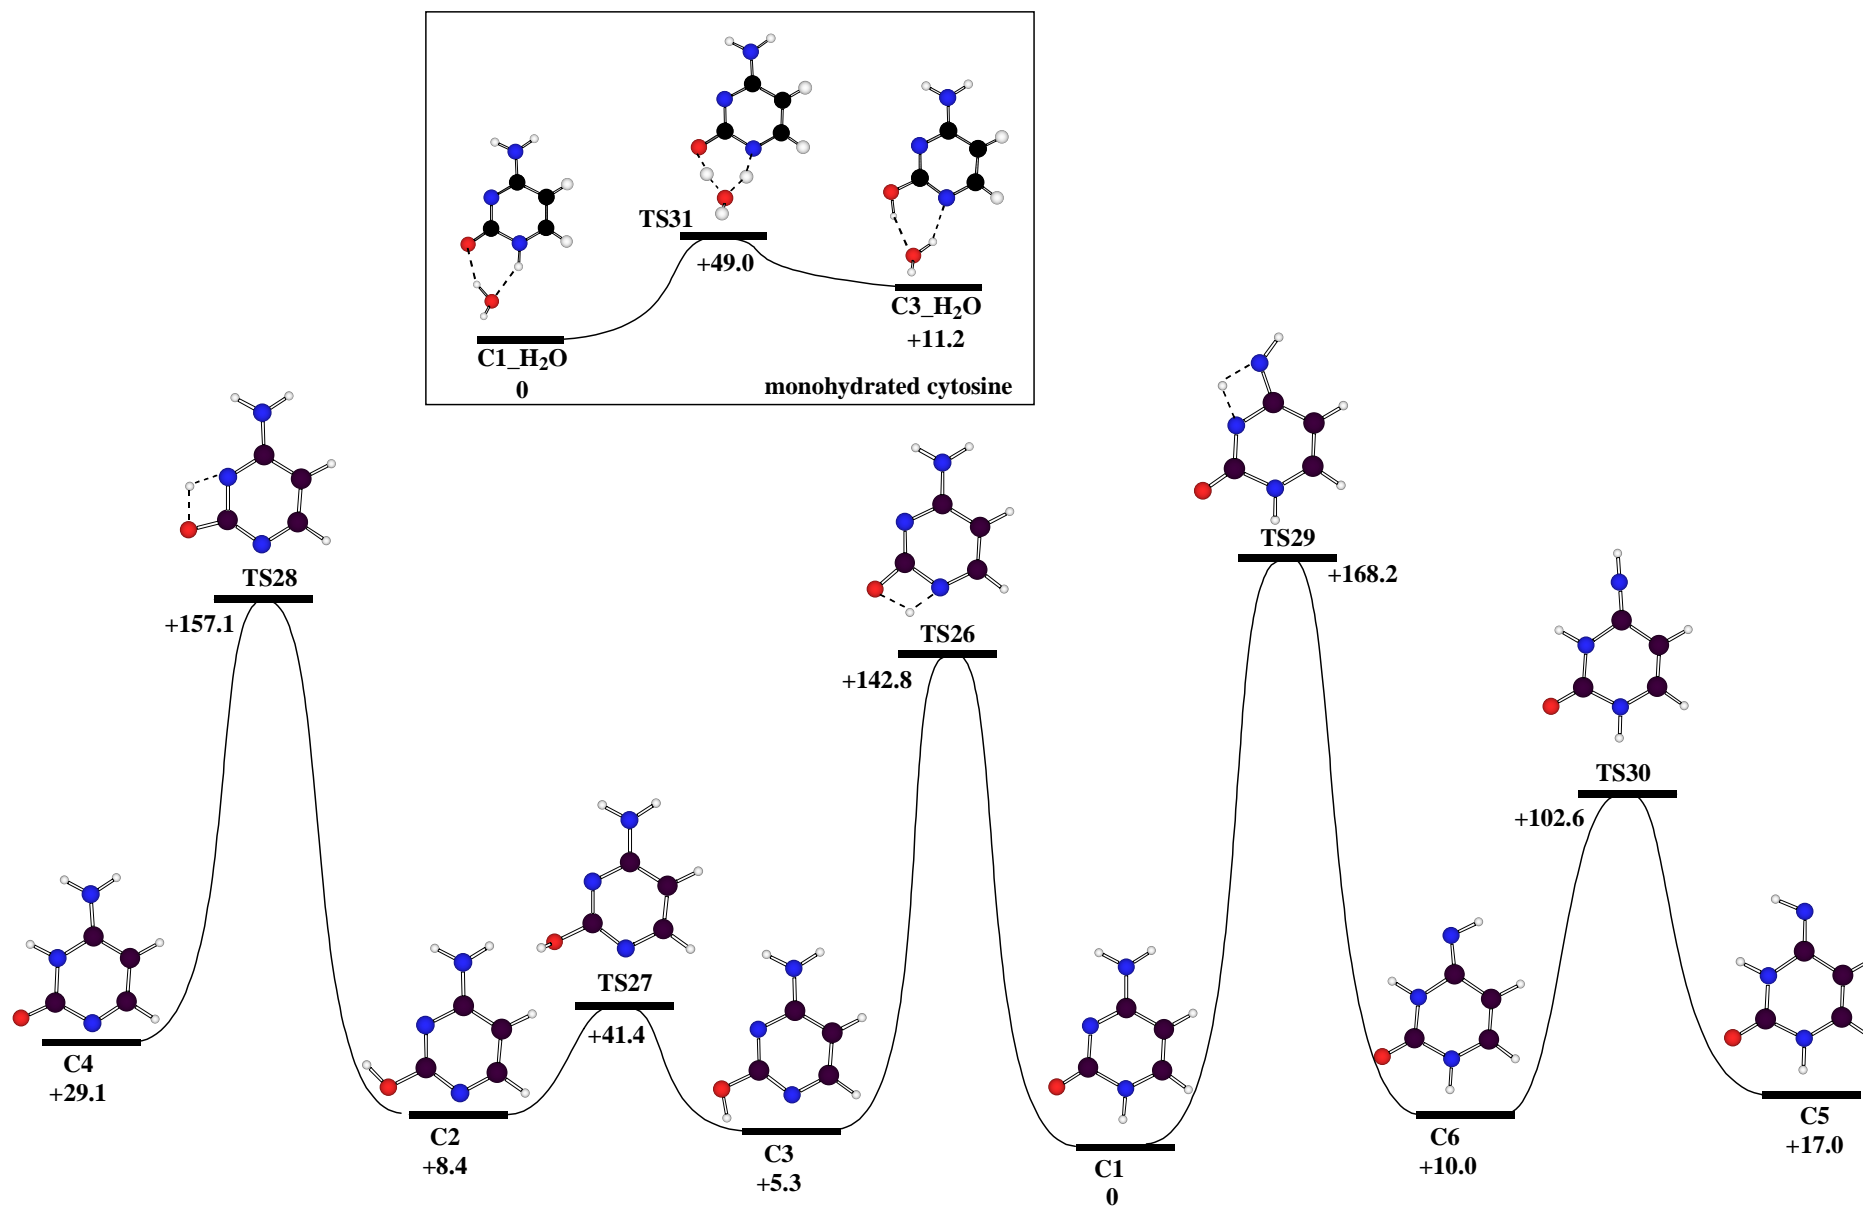 TS31
+49.0
C3_H2O
+11.2
C1_H2O
0
monohydrated cytosine
TS28
+157.1
TS26
+142.8
TS29
+168.2
TS30
+102.6
TS27
+41.4
C4
+29.1
C2
+8.4
C3
+5.3
C1
0
C6
+10.0
C5
+17.0